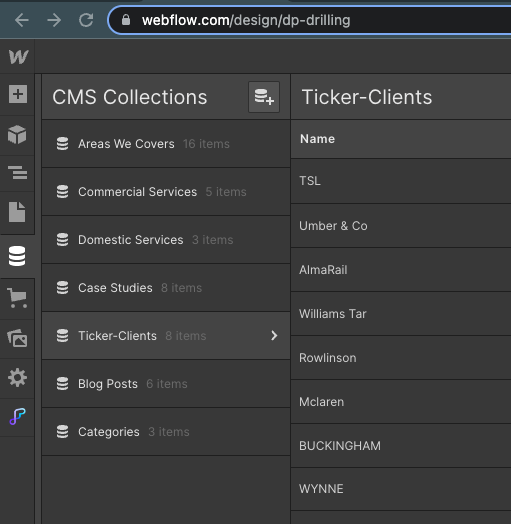 webflow.com/design/dp-drilling
CMS Collections
Areas We Covers 16 items
Commercial Services 5 items
Domestic Services 3 items
Case Studies 8 items
Ticker-Clients 8 items
Blog Posts 6 items
Categories 3 items
Ticker-Clients
Name
TSL
Umber & Co
AlmaRail
Williams Tar
Rowlinson
Mclaren
BUCKINGHAM
WYNNE